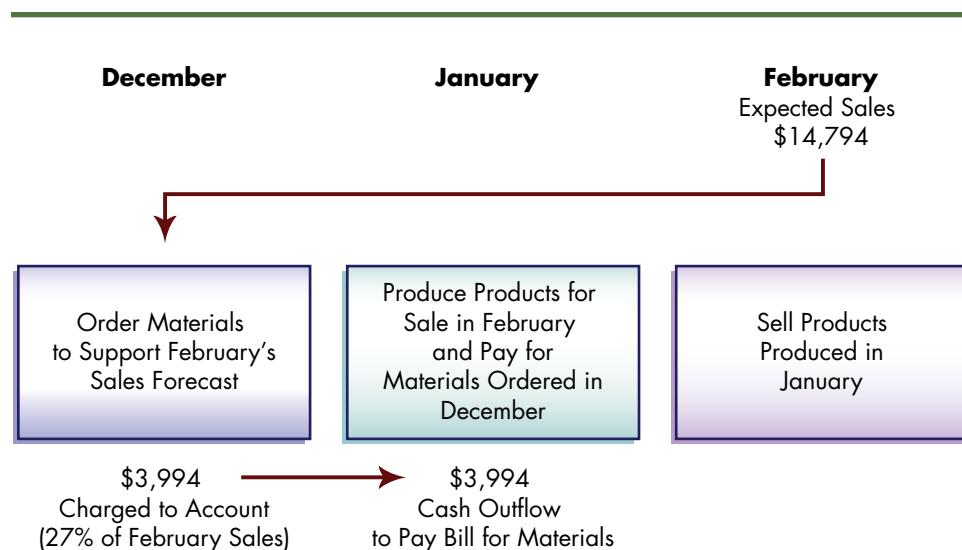 December
January
February
Expected Sales
$14,794
Order Materials
to Support February's
Sales Forecast
Produce Products for
Sale in February
and Pay for
Materials Ordered in
December
Sell Products
Produced in
January
$3,994
Charged to Account
(27% of February Sales)
$3,994
Cash Outflow
to Pay Bill for Materials